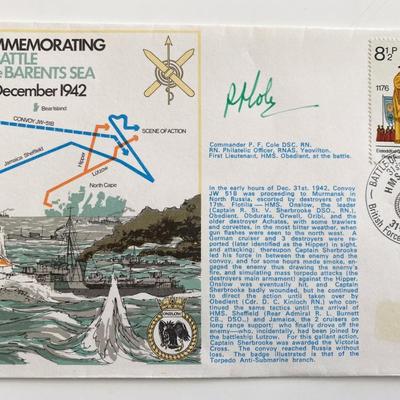 MMEMORATING
BATTLE
BARENTS SEA
December 1942
Bear Island
CONVOY JW-51B
SCENE OF ACTION
Jamaica Sheffield
Hipper
Lutzow
North Cape
ONSLOW
Commander P. F. Cole DSC, RN.
RN. Philatelic Officer, RNAS, Yeovilton.
First Lieutenant, HMS. Obedient, at the battle.
In the early hours of Dec. 31st. 1942, Convoy
JW 51B was proceeding to Murmansk in
North Russia, escorted by destroyers of the
17th. Flotilla — HMS. Onslow, the leader
(Captain R. St. V. Sherbrooke DSO., RN.),
Obedient, Obdurate, Orwell, Oribi, and the
older destroyer Achates, with some trawlers
and corvettes, in the most bitter weather, when
gun flashes were seen to the north east. A
German cruiser and 3 destroyers were re-
ported (later identified as the Hipper) in sight,
and attacking; thereupon Captain Sherbrooke
led his force in between the enemy and the
convoy, and for some hours made smoke, en-
gaged the enemy thus drawing the enemy's
fire, and simulating mass torpedo attacks (the
destroyers main armament) against the Hipper.
Onslow was eventually hit, and Captain
Sherbrooke badly wounded, but he continued
to direct the action until taken over by
Obedient (Cdr. D. C. Kinloch, RN.) who con-
tinued the same tactics until the arrival of
HMS. Sheffield (Rear Admiral R. L. Burnett
CB., DSO.,) and Jamaica, the 2 cruisers on
long range support; who finally drove off the
enemy—who, incidentally, had been joined by
the battleship Lutzow. For this gallant action,
Captain Sherbrooke was awarded the Victoria
Cross. The convoy reached Russia without
loss. The badge illustrated is that of the
Torpedo Anti-Submarine branch.
8½P
1176
BATTLE
HMS
31
British Forces